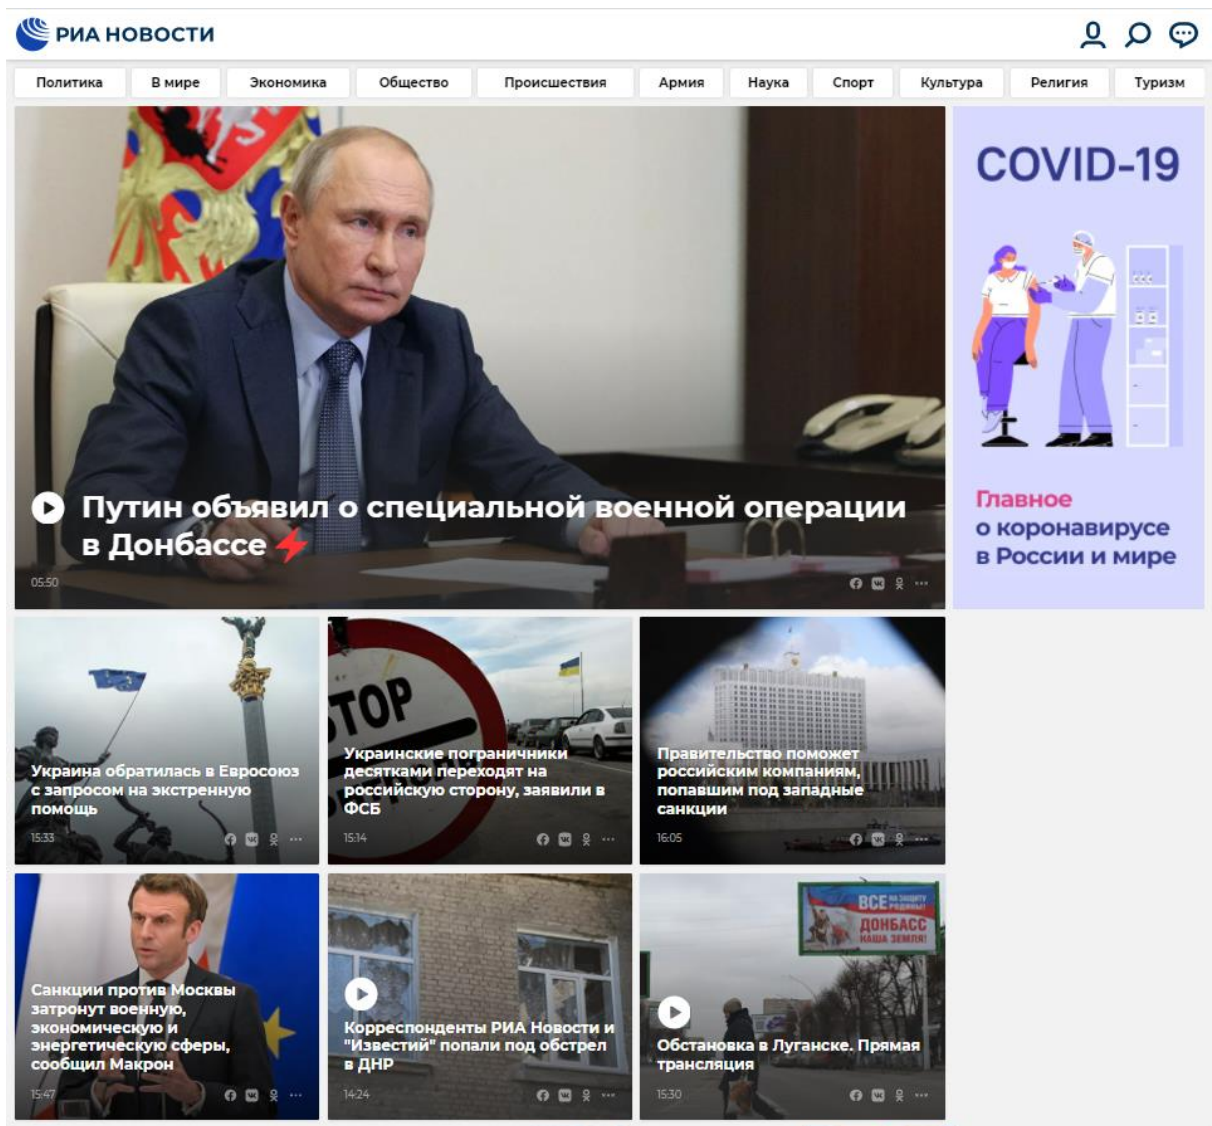 РИА НОВОСТИ
Политика
В мире
Экономика
Общество
Происшествия
Армия
Наука
Спорт
Культура
Религия
Туризм
Путин объявил о специальной военной операции
в Донбассе
05:50
COVID-19
Главное
о коронавирусе
в России и мире
Украина обратилась в Евросоюз
с запросом на экстренную
помощь
15:33
STOP
Украинские пограничники
десятками переходят на
российскую сторону, заявили в
ФСБ
15:14
Правительство поможет
российским компаниям,
попавшим под западные
санкции
16:05
Санкции против Москвы
затронут военную,
экономическую и
энергетическую сферы,
сообщил Макрон
15:47
Корреспонденты РИА Новости и
"Известий" попали под обстрел
в ДНР
14:24
ВСЕ НА ЗАЩИТУ
РОДИНЫ!
ДОНБАСС
НАША ЗЕМЛЯ!
Обстановка в Луганске. Прямая
трансляция
15:30